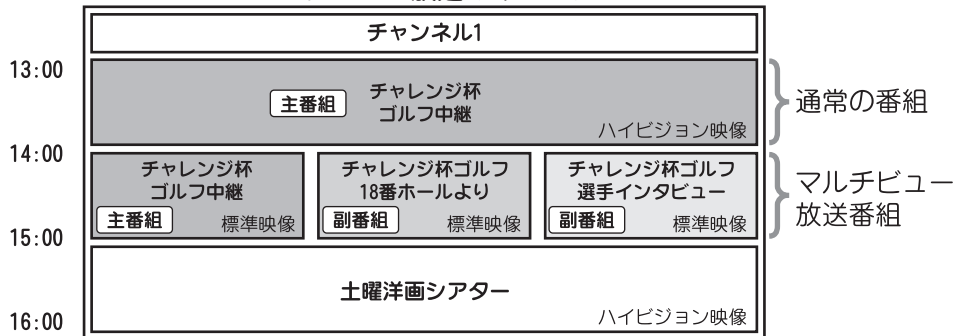 チャンネル1
13:00
主番組
チャレンジ杯
ゴルフ中継
ハイビジョン映像
通常の番組
14:00
チャレンジ杯
ゴルフ中継
主番組
標準映像
チャレンジ杯ゴルフ
18番ホールより
副番組
標準映像
チャレンジ杯ゴルフ
選手インタビュー
副番組
標準映像
マルチビュー
放送番組
15:00
土曜洋画シアター
ハイビジョン映像
16:00